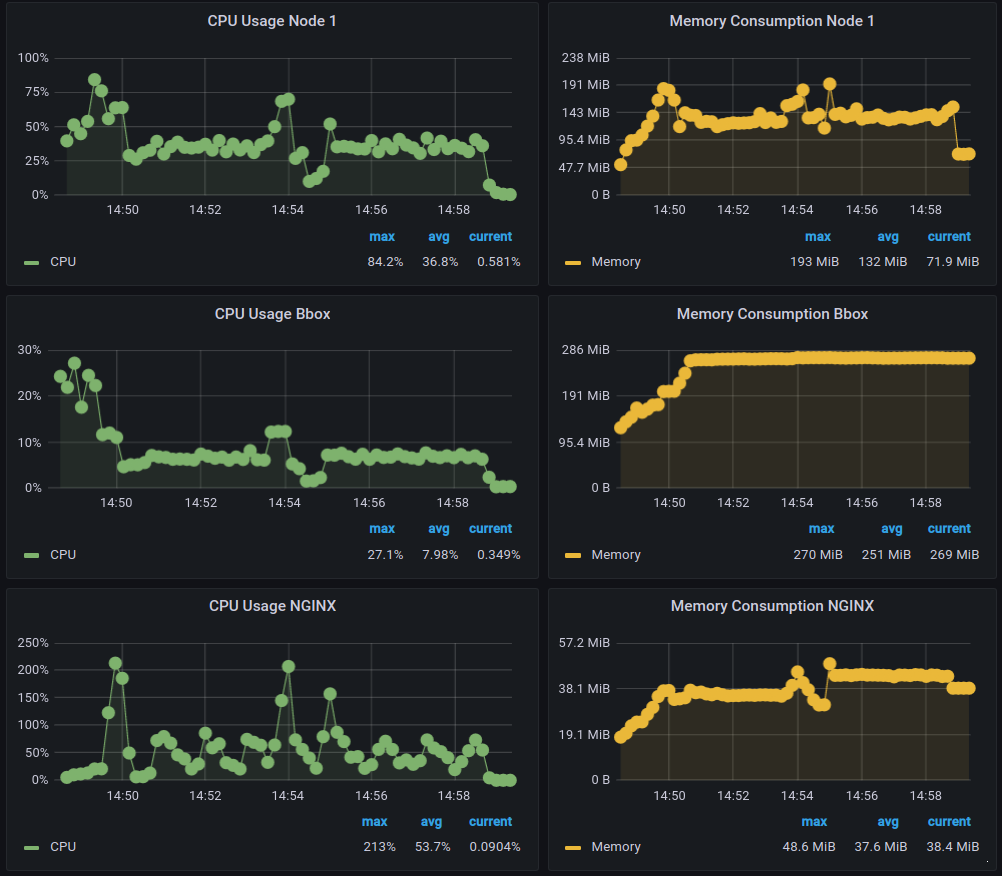 CPU Usage Node 1
100%
75%
50%
25%
0%
14:50 14:52 14:54 14:56 14:58
max avg current
CPU 84.2% 36.8% 0.581%
Memory Consumption Node 1
238 MiB
191 MiB
143 MiB
95.4 MiB
47.7 MiB
0 B
14:50 14:52 14:54 14:56 14:58
max avg current
Memory 193 MiB 132 MiB 71.9 MiB
CPU Usage Bbox
30%
20%
10%
0%
14:50 14:52 14:54 14:56 14:58
max avg current
CPU 27.1% 7.98% 0.349%
Memory Consumption Bbox
286 MiB
191 MiB
95.4 MiB
0 B
14:50 14:52 14:54 14:56 14:58
max avg current
Memory 270 MiB 251 MiB 269 MiB
CPU Usage NGINX
250%
200%
150%
100%
50%
0%
14:50 14:52 14:54 14:56 14:58
max avg current
CPU 213% 53.7% 0.0904%
Memory Consumption NGINX
57.2 MiB
38.1 MiB
19.1 MiB
0 B
14:50 14:52 14:54 14:56 14:58
max avg current
Memory 48.6 MiB 37.6 MiB 38.4 MiB